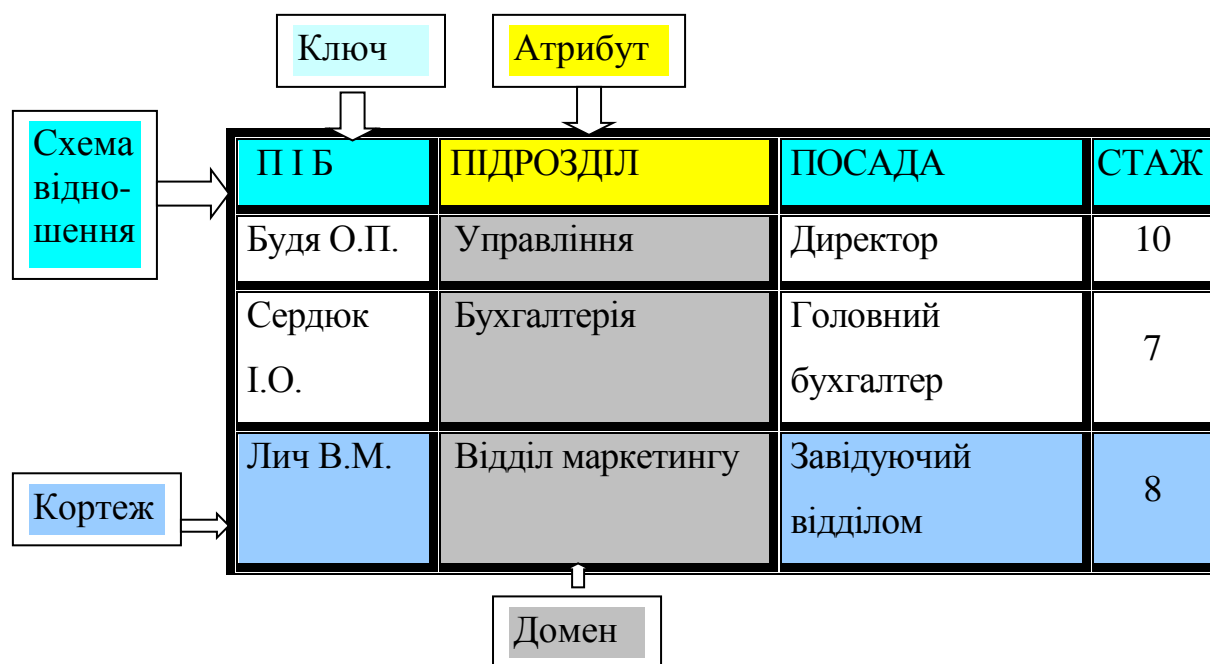 Ключ
Атрибут
Схема
відно-
шення
П І Б
ПІДРОЗДІЛ
ПОСАДА
СТАЖ
Будя О.П.
Управління
Директор
10
Сердюк
І.О.
Бухгалтерія
Головний
бухгалтер
7
Кортеж
Лич В.М.
Відділ маркетингу
Завідуючий
відділом
8
Домен